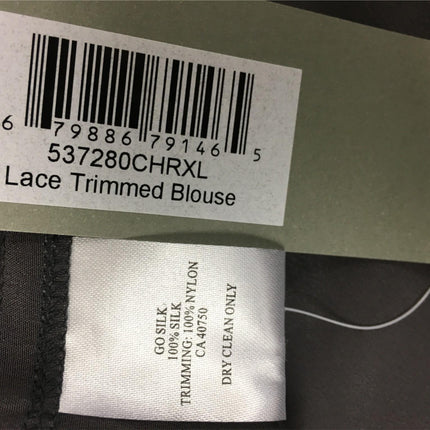 6 79886 79146 5
537280CHRXL
Lace Trimmed Blouse
GO SILK
100% SILK
TRIMMING: 100% NYLON
CA 40750
DRY CLEAN ONLY